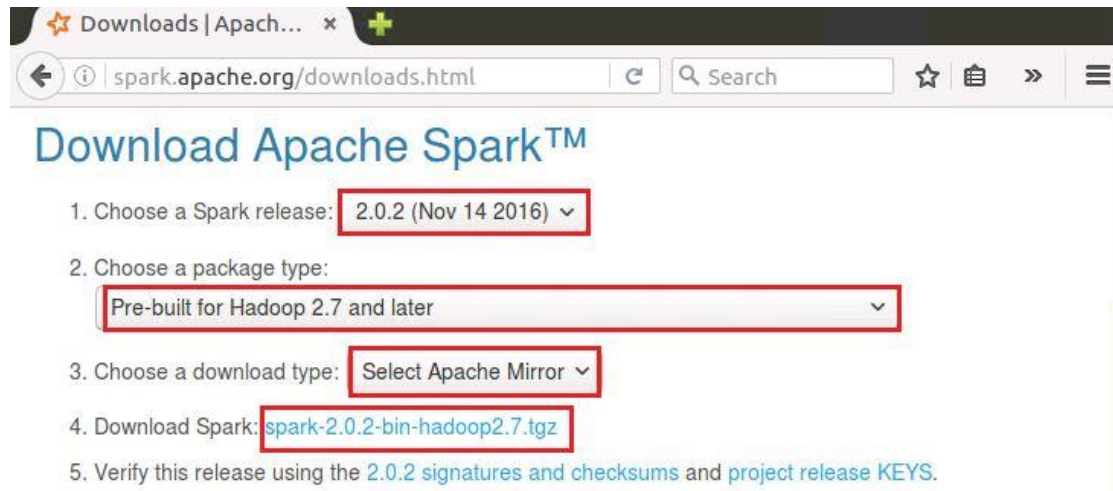 Downloads | Apach... ×
spark.apache.org/downloads.html Search
Download Apache Spark™
1. Choose a Spark release: 2.0.2 (Nov 14 2016)
2. Choose a package type:
Pre-built for Hadoop 2.7 and later
3. Choose a download type: Select Apache Mirror
4. Download Spark: spark-2.0.2-bin-hadoop2.7.tgz
5. Verify this release using the 2.0.2 signatures and checksums and project release KEYS.